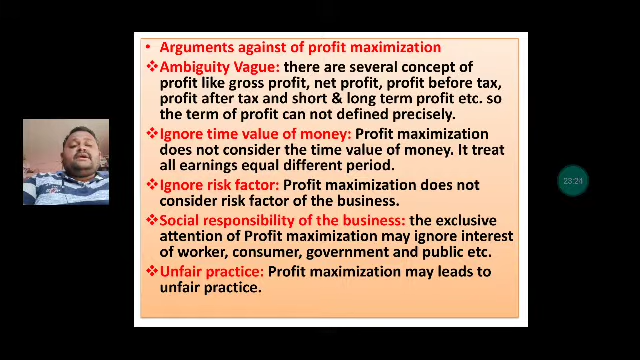 • Arguments against of profit maximization
❖Ambiguity Vague: there are several concept of
profit like gross profit, net profit, profit before tax,
profit after tax and short & long term profit etc. so
the term of profit can not defined precisely.
❖Ignore time value of money: Profit maximization
does not consider the time value of money. It treat
all earnings equal different period.
❖Ignore risk factor: Profit maximization does not
consider risk factor of the business.
❖Social responsibility of the business: the exclusive
attention of Profit maximization may ignore interest
of worker, consumer, government and public etc.
❖Unfair practice: Profit maximization may leads to
unfair practice.
23:24